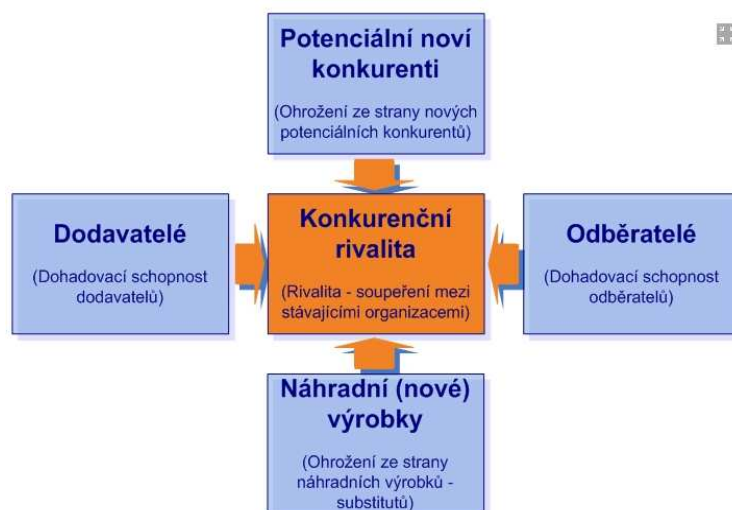 Potenciální noví
konkurenti
(Ohrožení ze strany nových
potenciálních konkurentů)
Dodavatelé
(Dohadovací schopnost
dodavatelů)
Konkurenční
rivalita
(Rivalita - soupeření mezi
stávajícími organizacemi)
Odběratelé
(Dohadovací schopnost
odběratelů)
Náhradní (nové)
výrobky
(Ohrožení ze strany
náhradních výrobků -
substitutů)